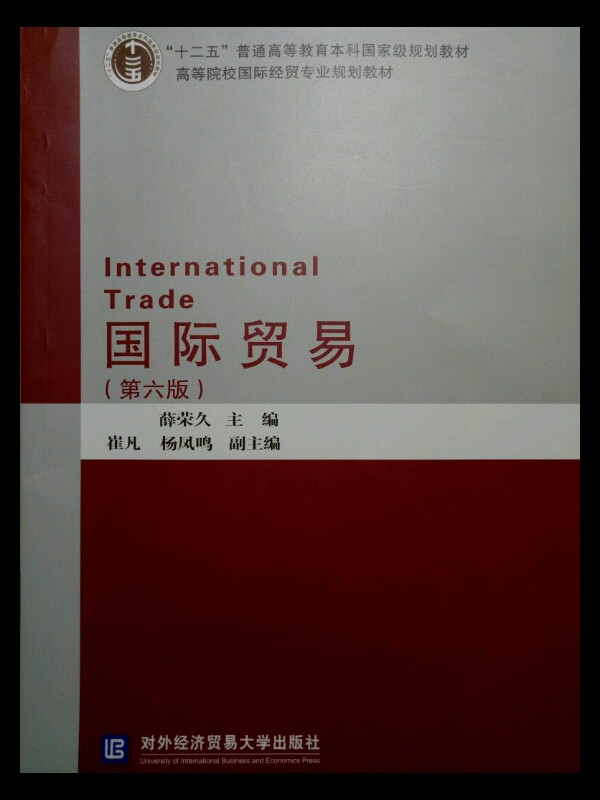 “十二五”普通高等教育本科国家级规划教材
高等院校国际经贸专业规划教材
十二五
International
Trade
国际贸易
（第六版）
薛荣久 主 编
崔凡 杨凤鸣 副主编
对外经济贸易大学出版社
University of International Business and Economics Press